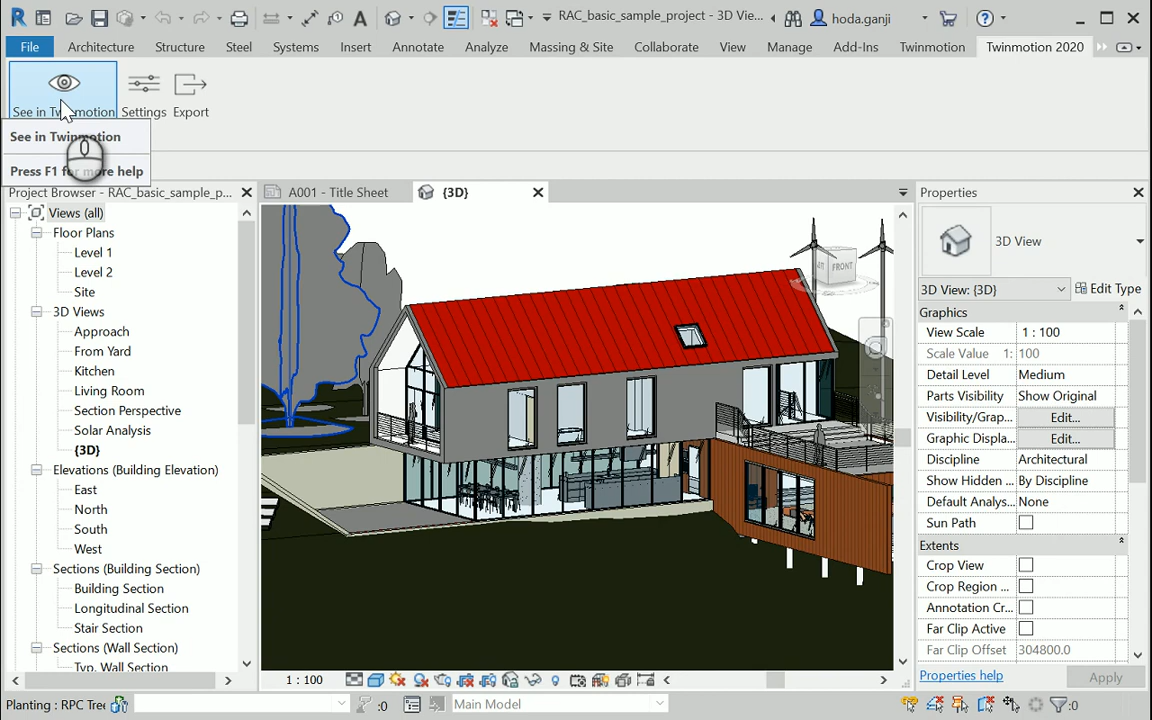 RAC_basic_sample_project - 3D Vie...
hoda.ganji
File Architecture Structure Steel Systems Insert Annotate Analyze Massing & Site Collaborate View Manage Add-Ins Twinmotion Twinmotion 2020
See in Twinmotion Settings Export
See in Twinmotion
Press F1 for more help
Project Browser - RAC_basic_sample_p...
A001 - Title Sheet
{3D}
Properties
Views (all)
Floor Plans
Level 1
Level 2
Site
3D Views
Approach
From Yard
Kitchen
Living Room
Section Perspective
Solar Analysis
{3D}
Elevations (Building Elevation)
East
North
South
West
Sections (Building Section)
Building Section
Longitudinal Section
Stair Section
Sections (Wall Section)
Typ. Wall Section
FRONT
3D View
3D View: {3D} Edit Type
Graphics
View Scale 1 : 100
Scale Value 1: 100
Detail Level Medium
Parts Visibility Show Original
Visibility/Grap... Edit...
Graphic Displa... Edit...
Discipline Architectural
Show Hidden ... By Discipline
Default Analys... None
Sun Path
Extents
Crop View
Crop Region ...
Annotation Cr...
Far Clip Active
Far Clip Offset 304800.0
Properties help Apply
1 : 100
Planting : RPC Tree
:0
Main Model
:0